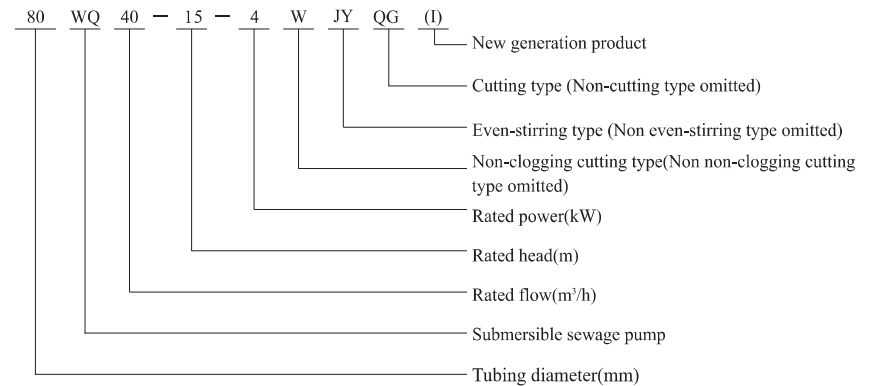 80 WQ 40 — 15 — 4 W JY QG (I)
New generation product
Cutting type (Non-cutting type omitted)
Even-stirring type (Non even-stirring type omitted)
Non-clogging cutting type(Non non-clogging cutting
type omitted)
Rated power(kW)
Rated head(m)
Rated flow(m³/h)
Submersible sewage pump
Tubing diameter(mm)